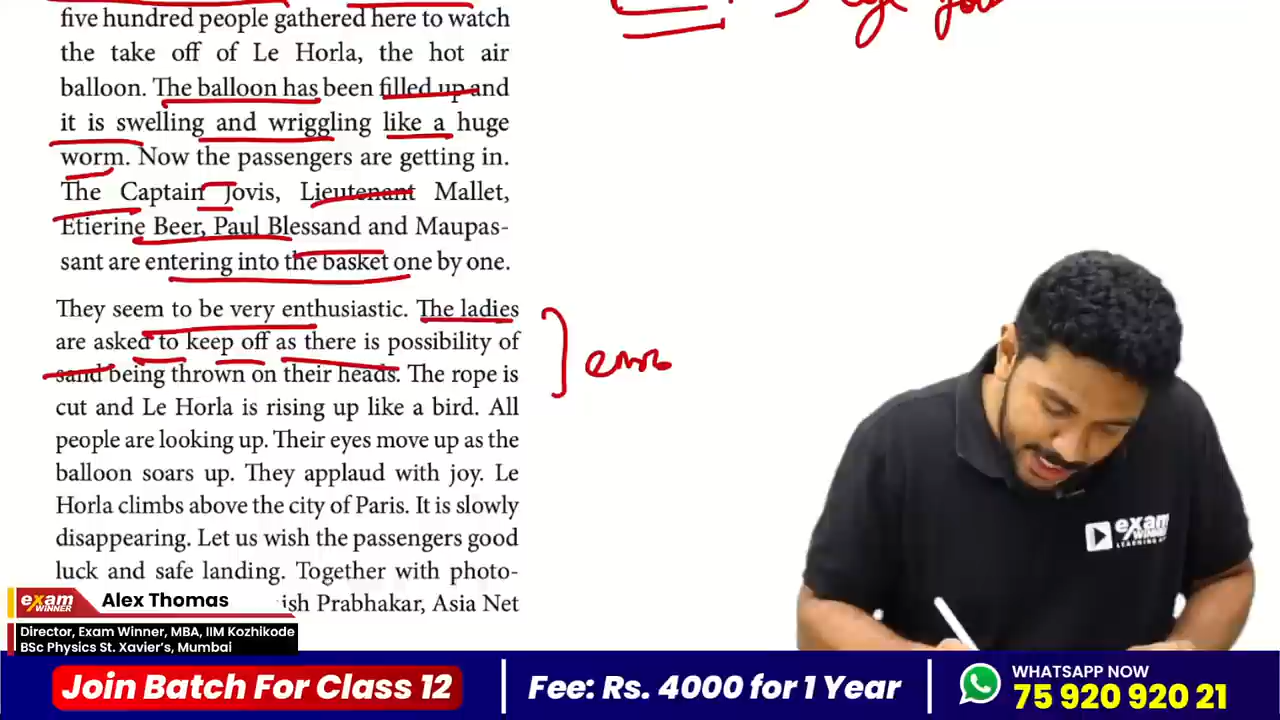 five hundred people gathered here to watch
the take off of Le Horla, the hot air
balloon. The balloon has been filled up and
it is swelling and wriggling like a huge
worm. Now the passengers are getting in.
The Captain Jovis, Lieutenant Mallet,
Etierine Beer, Paul Blessand and Maupas-
sant are entering into the basket one by one.
They seem to be very enthusiastic. The ladies
are asked to keep off as there is possibility of
sand being thrown on their heads. The rope is
cut and Le Horla is rising up like a bird. All
people are looking up. Their eyes move up as the
balloon soars up. They applaud with joy. Le
Horla climbs above the city of Paris. It is slowly
disappearing. Let us wish the passengers good
luck and safe landing. Together with photo-
ish Prabhakar, Asia Net
exam
WINNER
exam
WINNER
Alex Thomas
Director, Exam Winner, MBA, IIM Kozhikode
BSc Physics St. Xavier's, Mumbai
Join Batch For Class 12
Fee: Rs. 4000 for 1 Year
WHATSAPP NOW
75 920 920 21